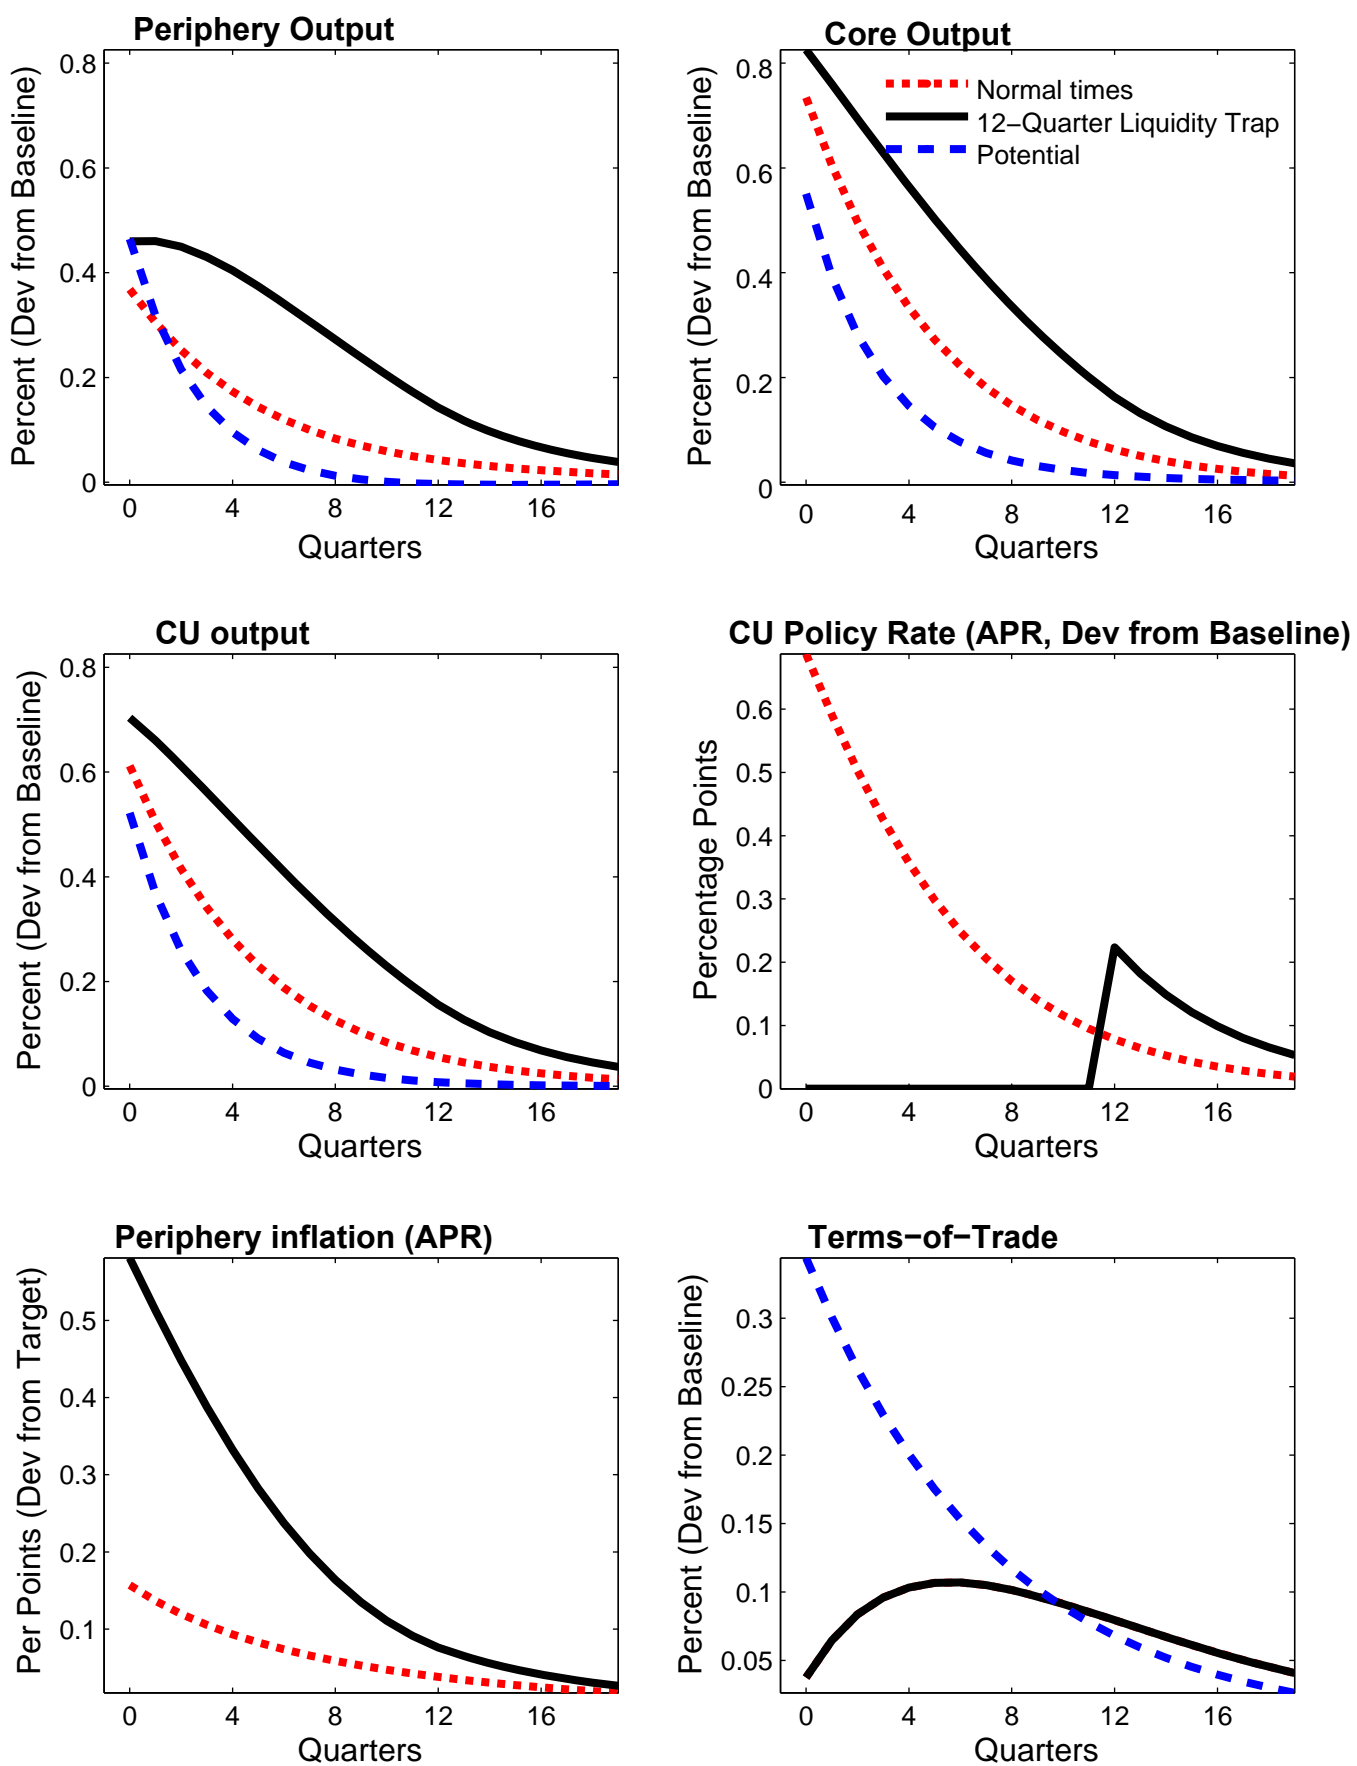 Periphery Output
Percent (Dev from Baseline)
0.8
0.6
0.4
0.2
0
0 4 8 12 16
Quarters
Core Output
Percent (Dev from Baseline)
0.8
0.6
0.4
0.2
0
Normal times
12−Quarter Liquidity Trap
Potential
0 4 8 12 16
Quarters
CU output
Percent (Dev from Baseline)
0.8
0.6
0.4
0.2
0
0 4 8 12 16
Quarters
CU Policy Rate (APR, Dev from Baseline)
Percentage Points
0.6
0.5
0.4
0.3
0.2
0.1
0
0 4 8 12 16
Quarters
Periphery inflation (APR)
Per Points (Dev from Target)
0.5
0.4
0.3
0.2
0.1
0 4 8 12 16
Quarters
Terms−of−Trade
Percent (Dev from Baseline)
0.3
0.25
0.2
0.15
0.1
0.05
0 4 8 12 16
Quarters